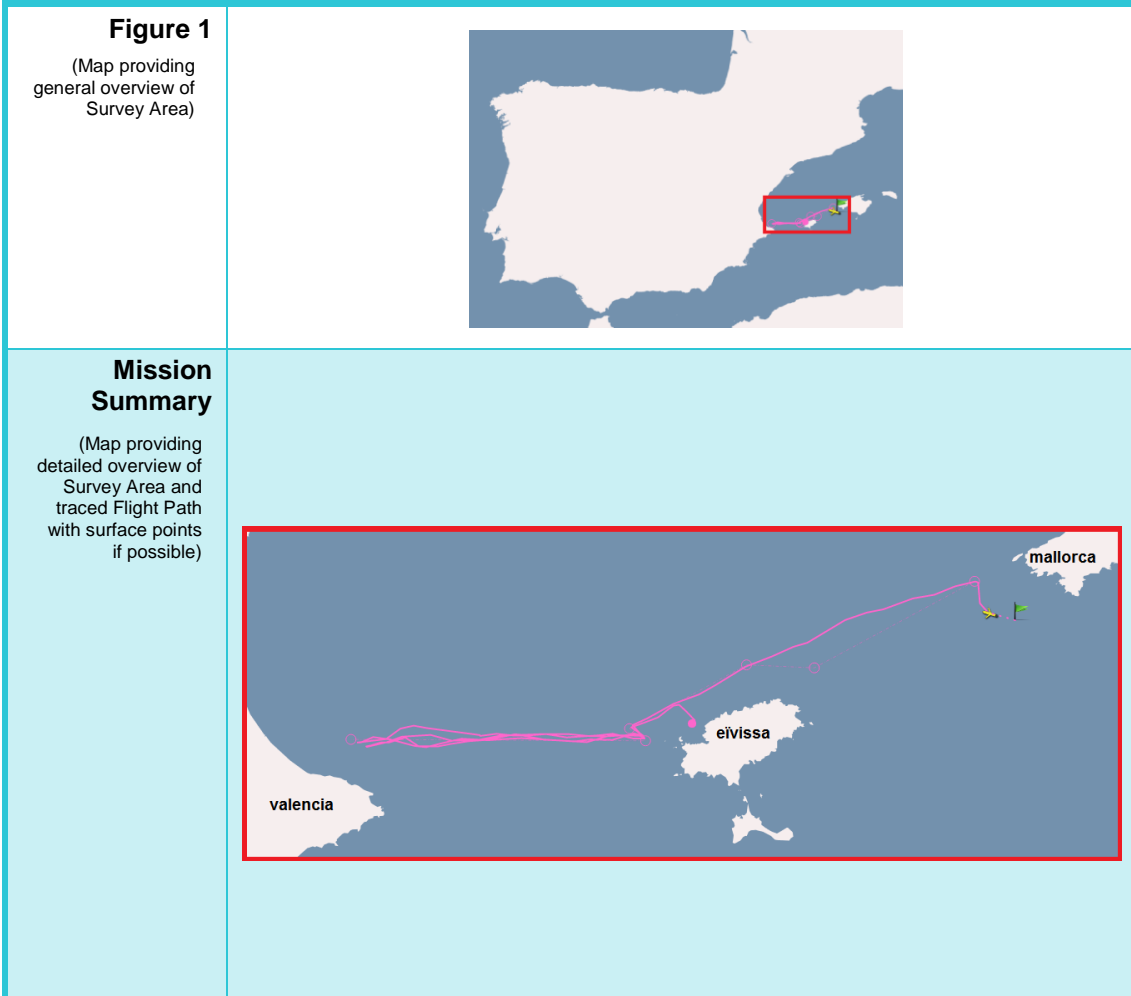 Figure 1
(Map providing
general overview of
Survey Area)
Mission
Summary
(Map providing
detailed overview of
Survey Area and
traced Flight Path
with surface points
if possible)
mallorca
eïvissa
valencia